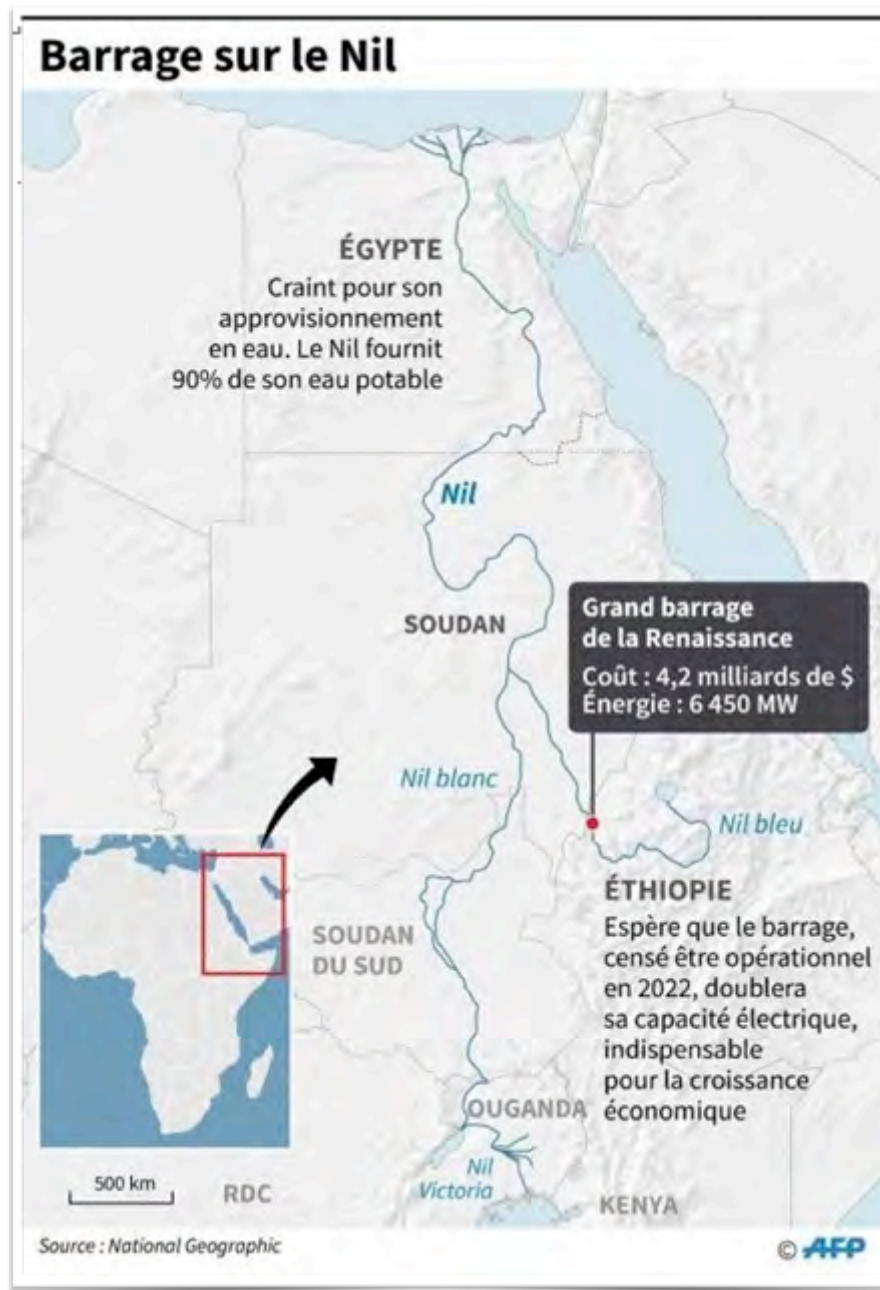 Barrage sur le Nil
ÉGYPTE
Craint pour son
approvisionnement
en eau. Le Nil fournit
90% de son eau potable
Nil
SOUDAN
Grand barrage
de la Renaissance
Coût : 4,2 milliards de $
Énergie : 6 450 MW
Nil blanc
Nil bleu
ÉTHIOPIE
Espère que le barrage,
censé être opérationnel
en 2022, doublera
sa capacité électrique,
indispensable
pour la croissance
économique
SOUDAN
DU SUD
OUGANDA
Nil
Victoria
500 km
RDC
KENYA
Source : National Geographic
© AFP